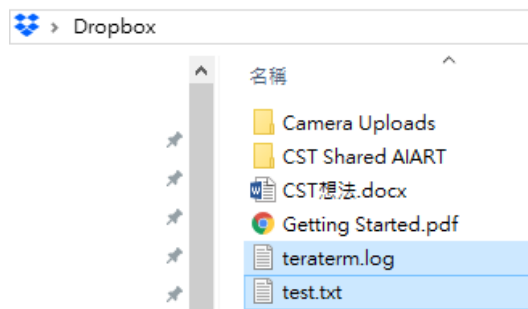 > Dropbox
名稱
Camera Uploads
CST Shared AIART
CST想法.docx
Getting Started.pdf
teraterm.log
test.txt